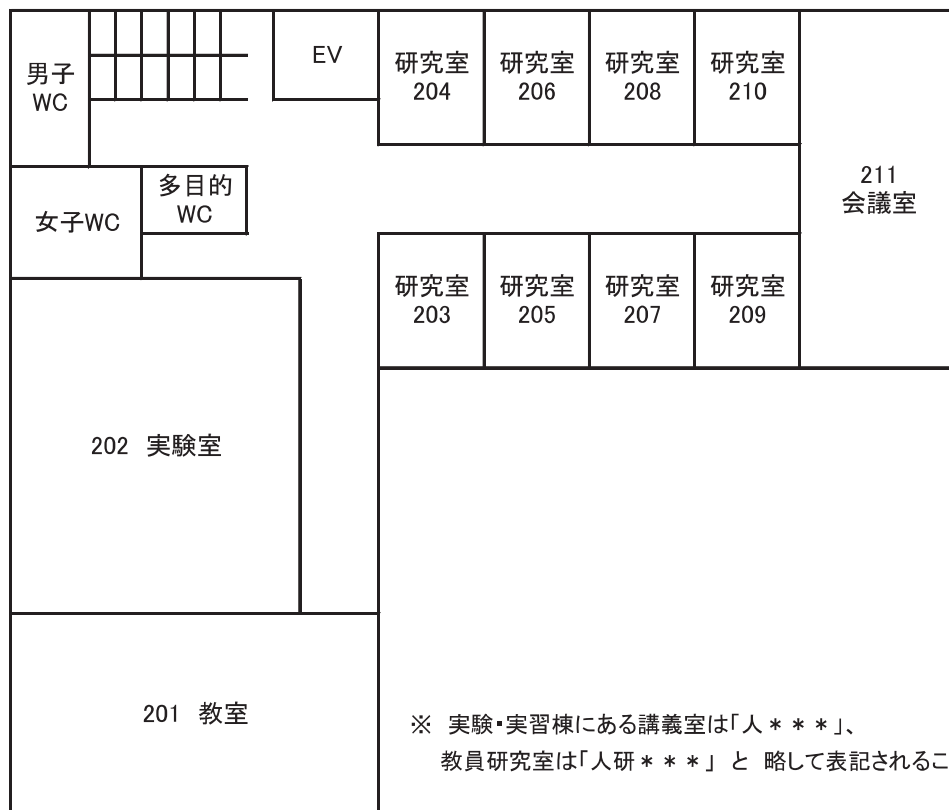 男子
WC
EV
研究室
204
研究室
206
研究室
208
研究室
210
211
会議室
女子WC
多目的
WC
研究室
203
研究室
205
研究室
207
研究室
209
202 実験室
201 教室
※ 実験・実習棟にある講義室は「人＊＊＊」、
教員研究室は「人研＊＊＊」 と 略して表記されるこ